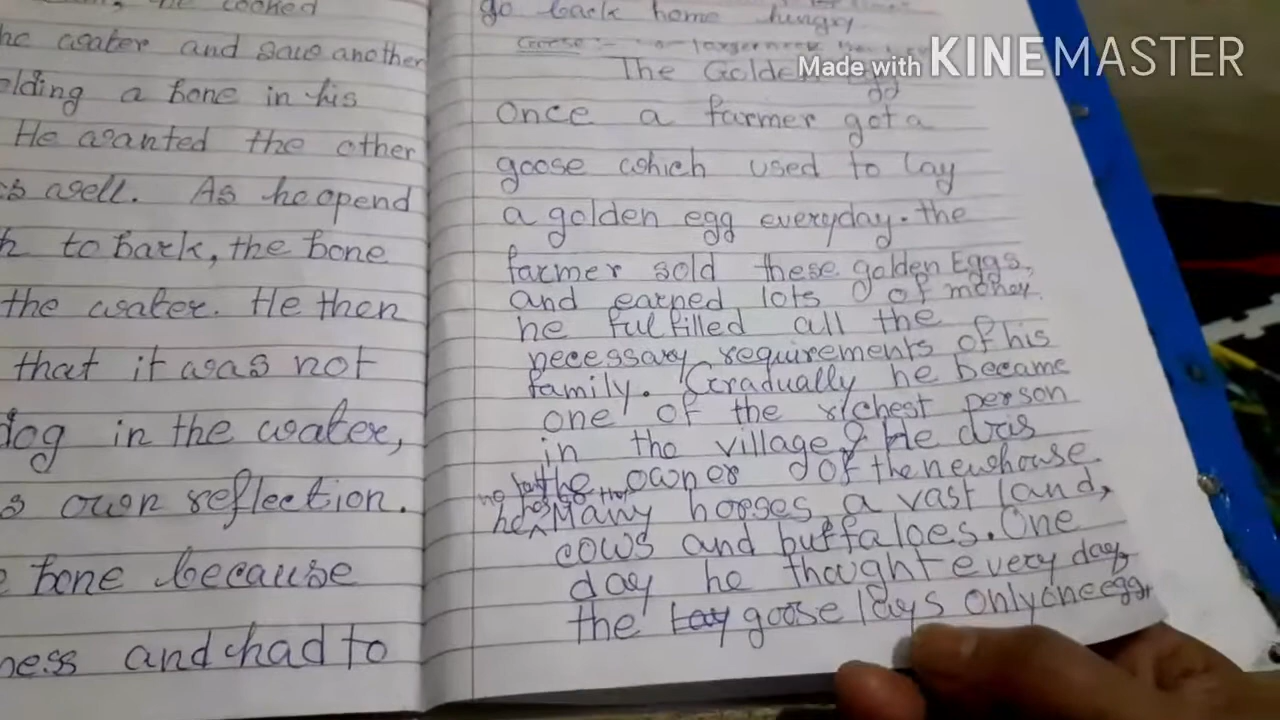 he cooked
he water and saw another
olding a bone in his
He wanted the other
as well. As he opend
h to bark, the bone
the water. He then
that it was not
dog in the water,
s own reflection.
bone because
ness and had to
go back home hungry
The Golde
gg
Once a farmer got a
goose which used to lay
a golden egg everyday. the
farmer sold these golden Eggs,
and earned lots of money.
he fulfilled all the
necessary requirements of his
family. Gradually he became
one of the richest person
in the village & He was
the owner of the new house
he Many horses a vast land,
cows and buffaloes. One
day he thought every day
the lay goose lays only one egg,
Made with KINEMASTER